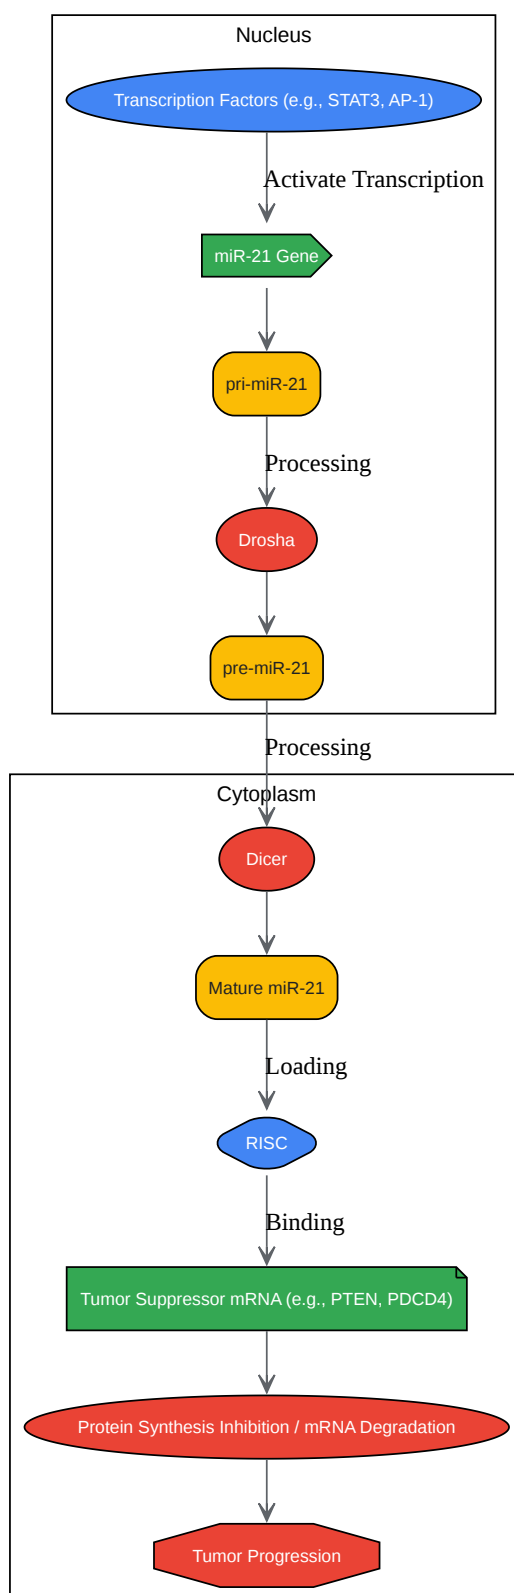 Nucleus
Transcription Factors (e.g., STAT3, AP-1)
Activate Transcription
miR-21 Gene
pri-miR-21
Processing
Drosha
pre-miR-21
Processing
Cytoplasm
Dicer
Mature miR-21
Loading
RISC
Binding
Tumor Suppressor mRNA (e.g., PTEN, PDCD4)
Protein Synthesis Inhibition / mRNA Degradation
Tumor Progression